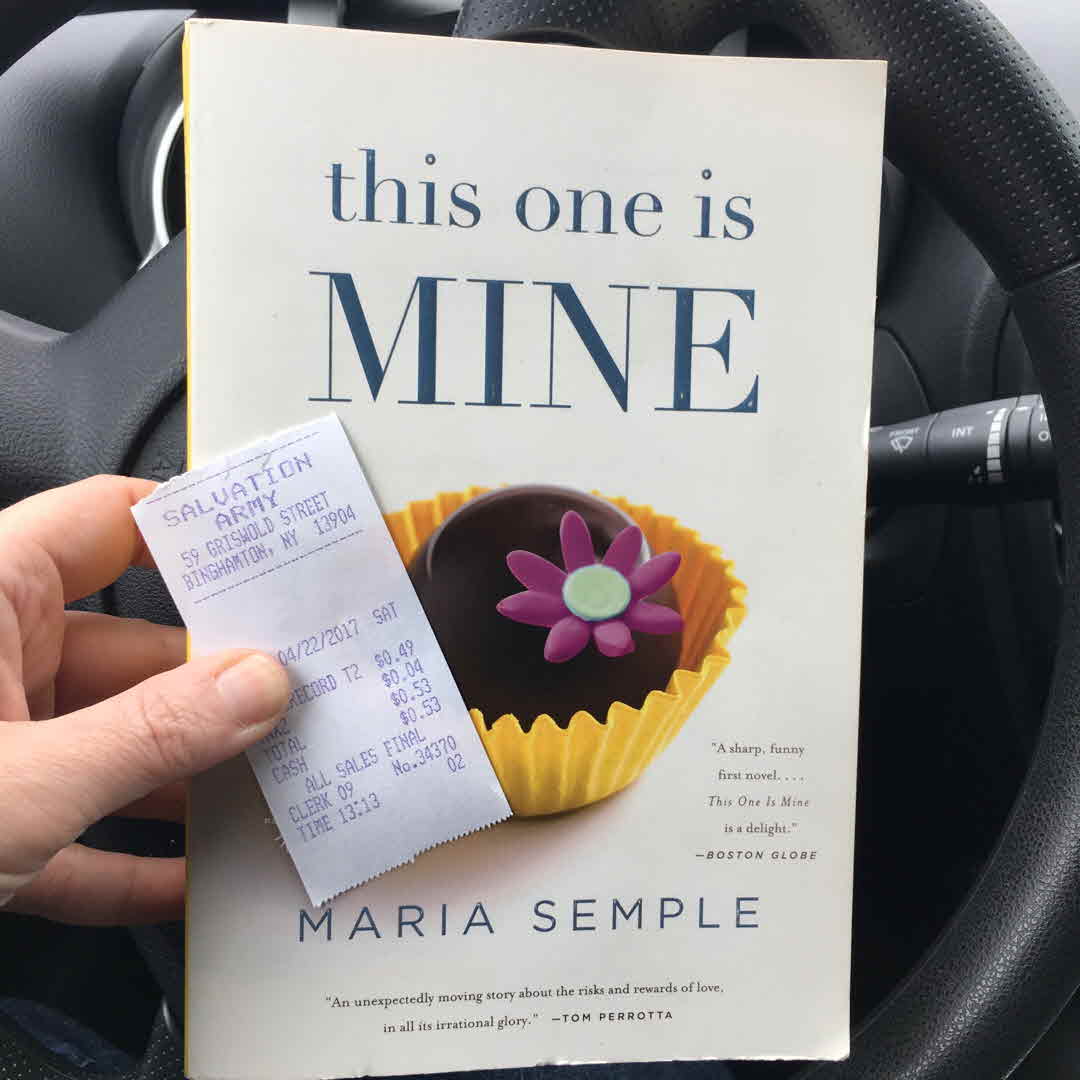 this one is
MINE
SALVATION
ARMY
59 GRISWOLD STREET
BINGHAMTON, NY 13904
04/22/2017 SAT
RECORD T2 $0.49
$0.04
TOTAL $0.53
CASH $0.53
ALL SALES FINAL
No.34370
CLERK 09 02
TIME 13:13
"A sharp, funny
first novel. . . .
This One Is Mine
is a delight."
—BOSTON GLOBE
MARIA SEMPLE
"An unexpectedly moving story about the risks and rewards of love,
in all its irrational glory." —TOM PERROTTA
FRONT
INT